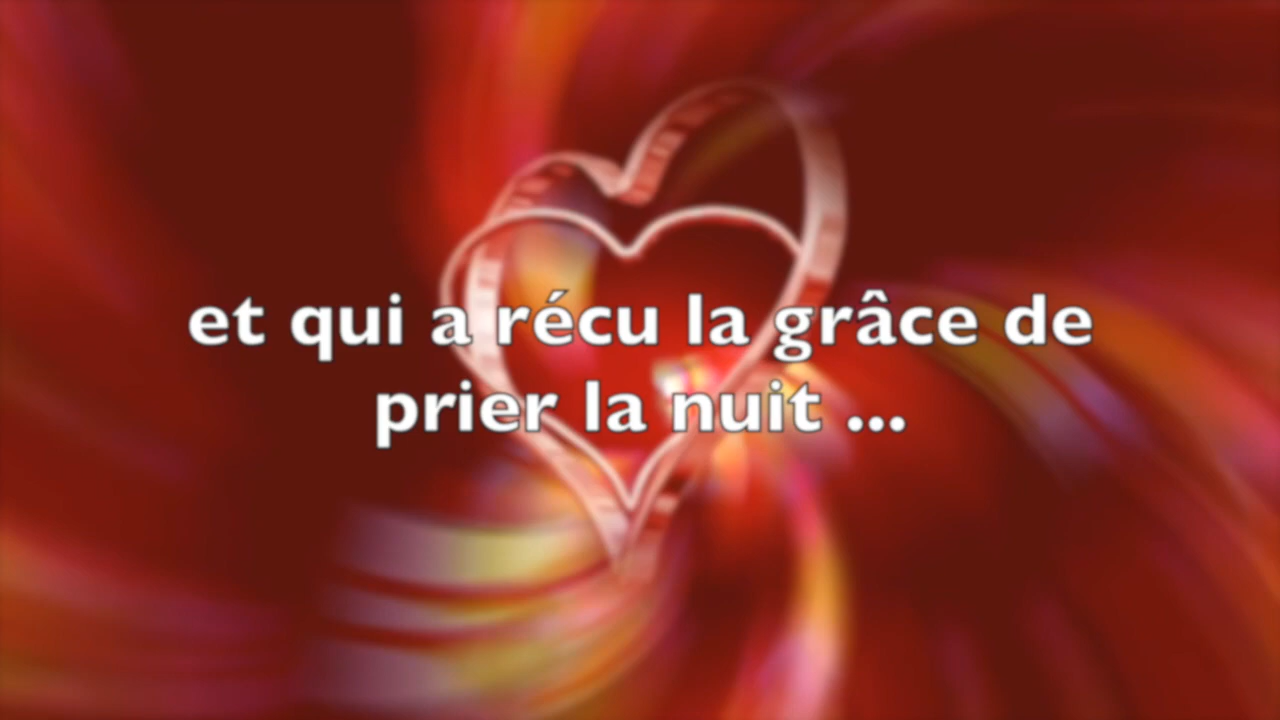 et qui a récu la grâce de
prier la nuit ...